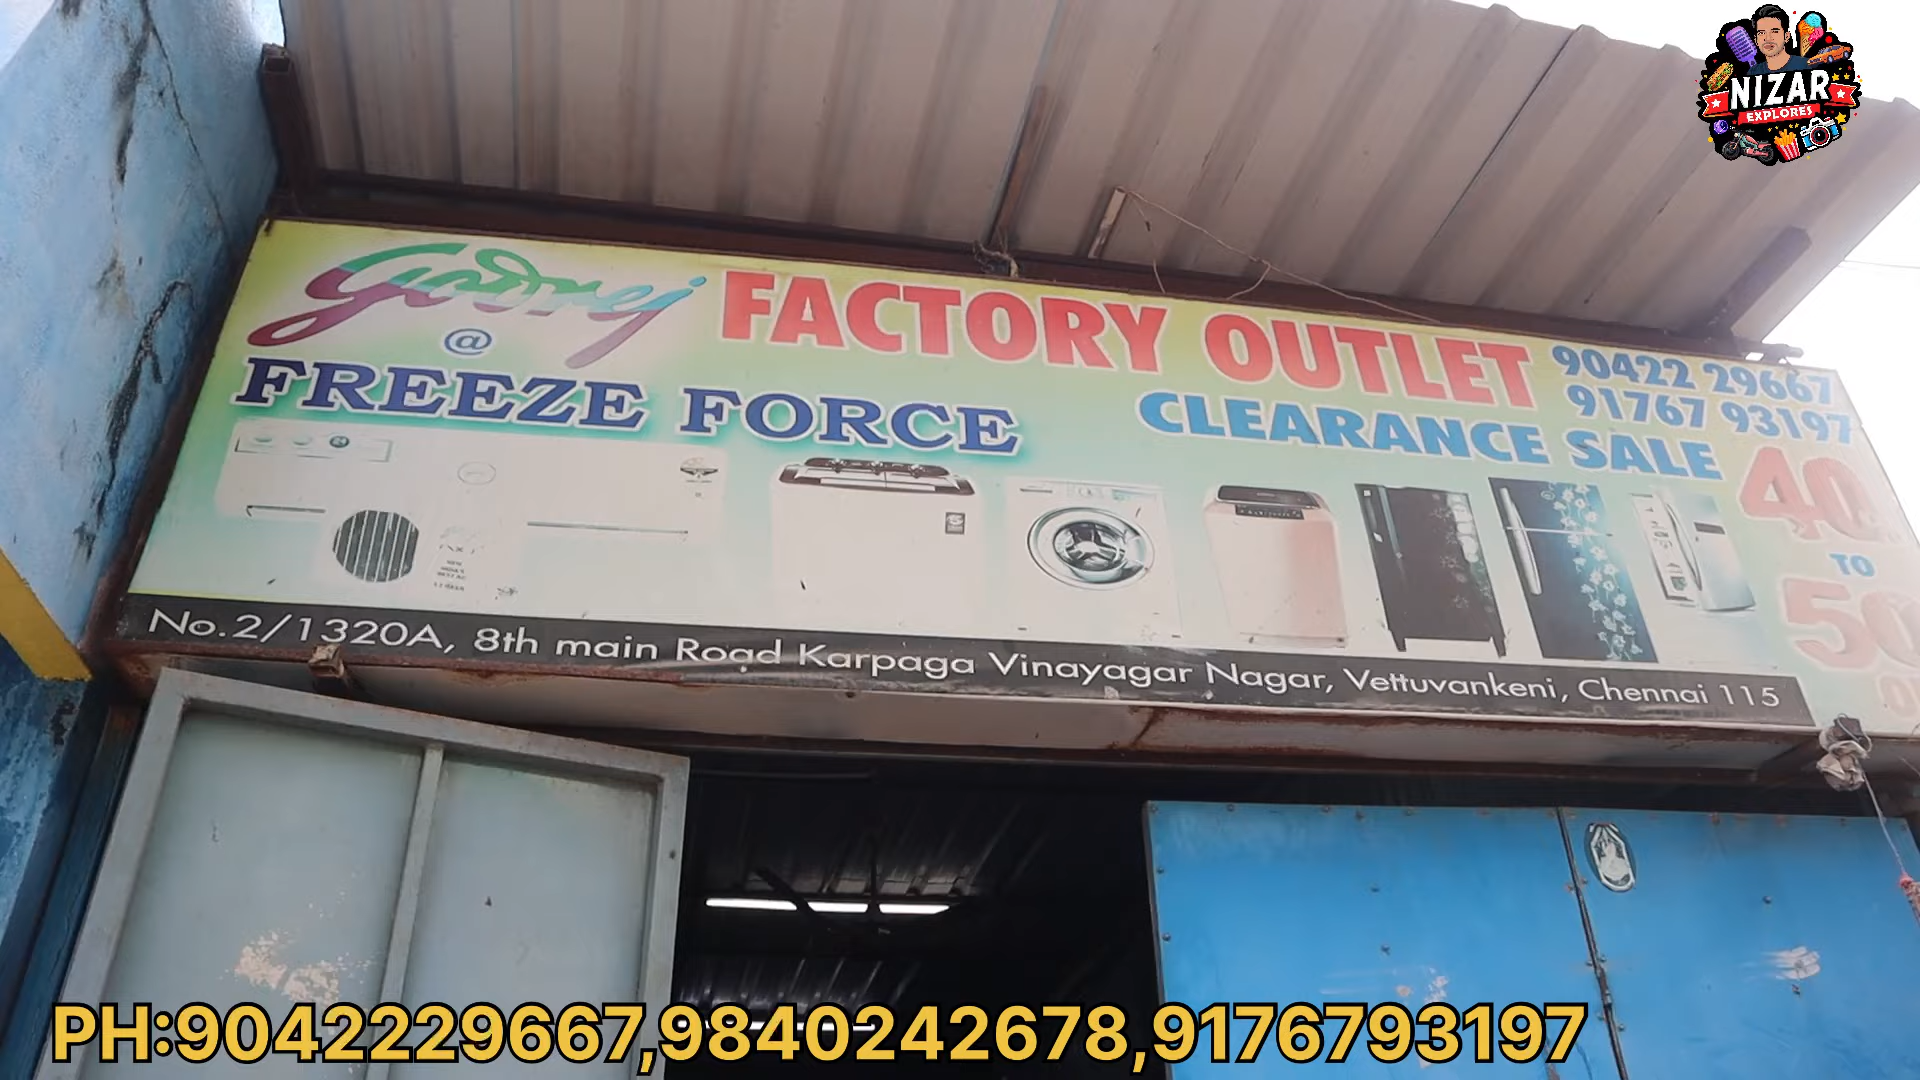 NIZAR
EXPLORES
Godrej FACTORY OUTLET
@
FREEZE FORCE
90422 29667
91767 93197
CLEARANCE SALE
40
TO
50
No.2/1320A, 8th main Road Karpaga Vinayagar Nagar, Vettuvankeni, Chennai 115
PH:9042229667,9840242678,9176793197